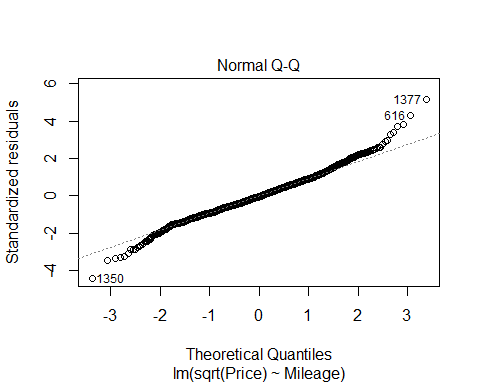 Normal Q-Q
Standardized residuals
6
4
2
0
-2
-4
1377
616
1350
-3 -2 -1 0 1 2 3
Theoretical Quantiles
lm(sqrt(Price) ~ Mileage)